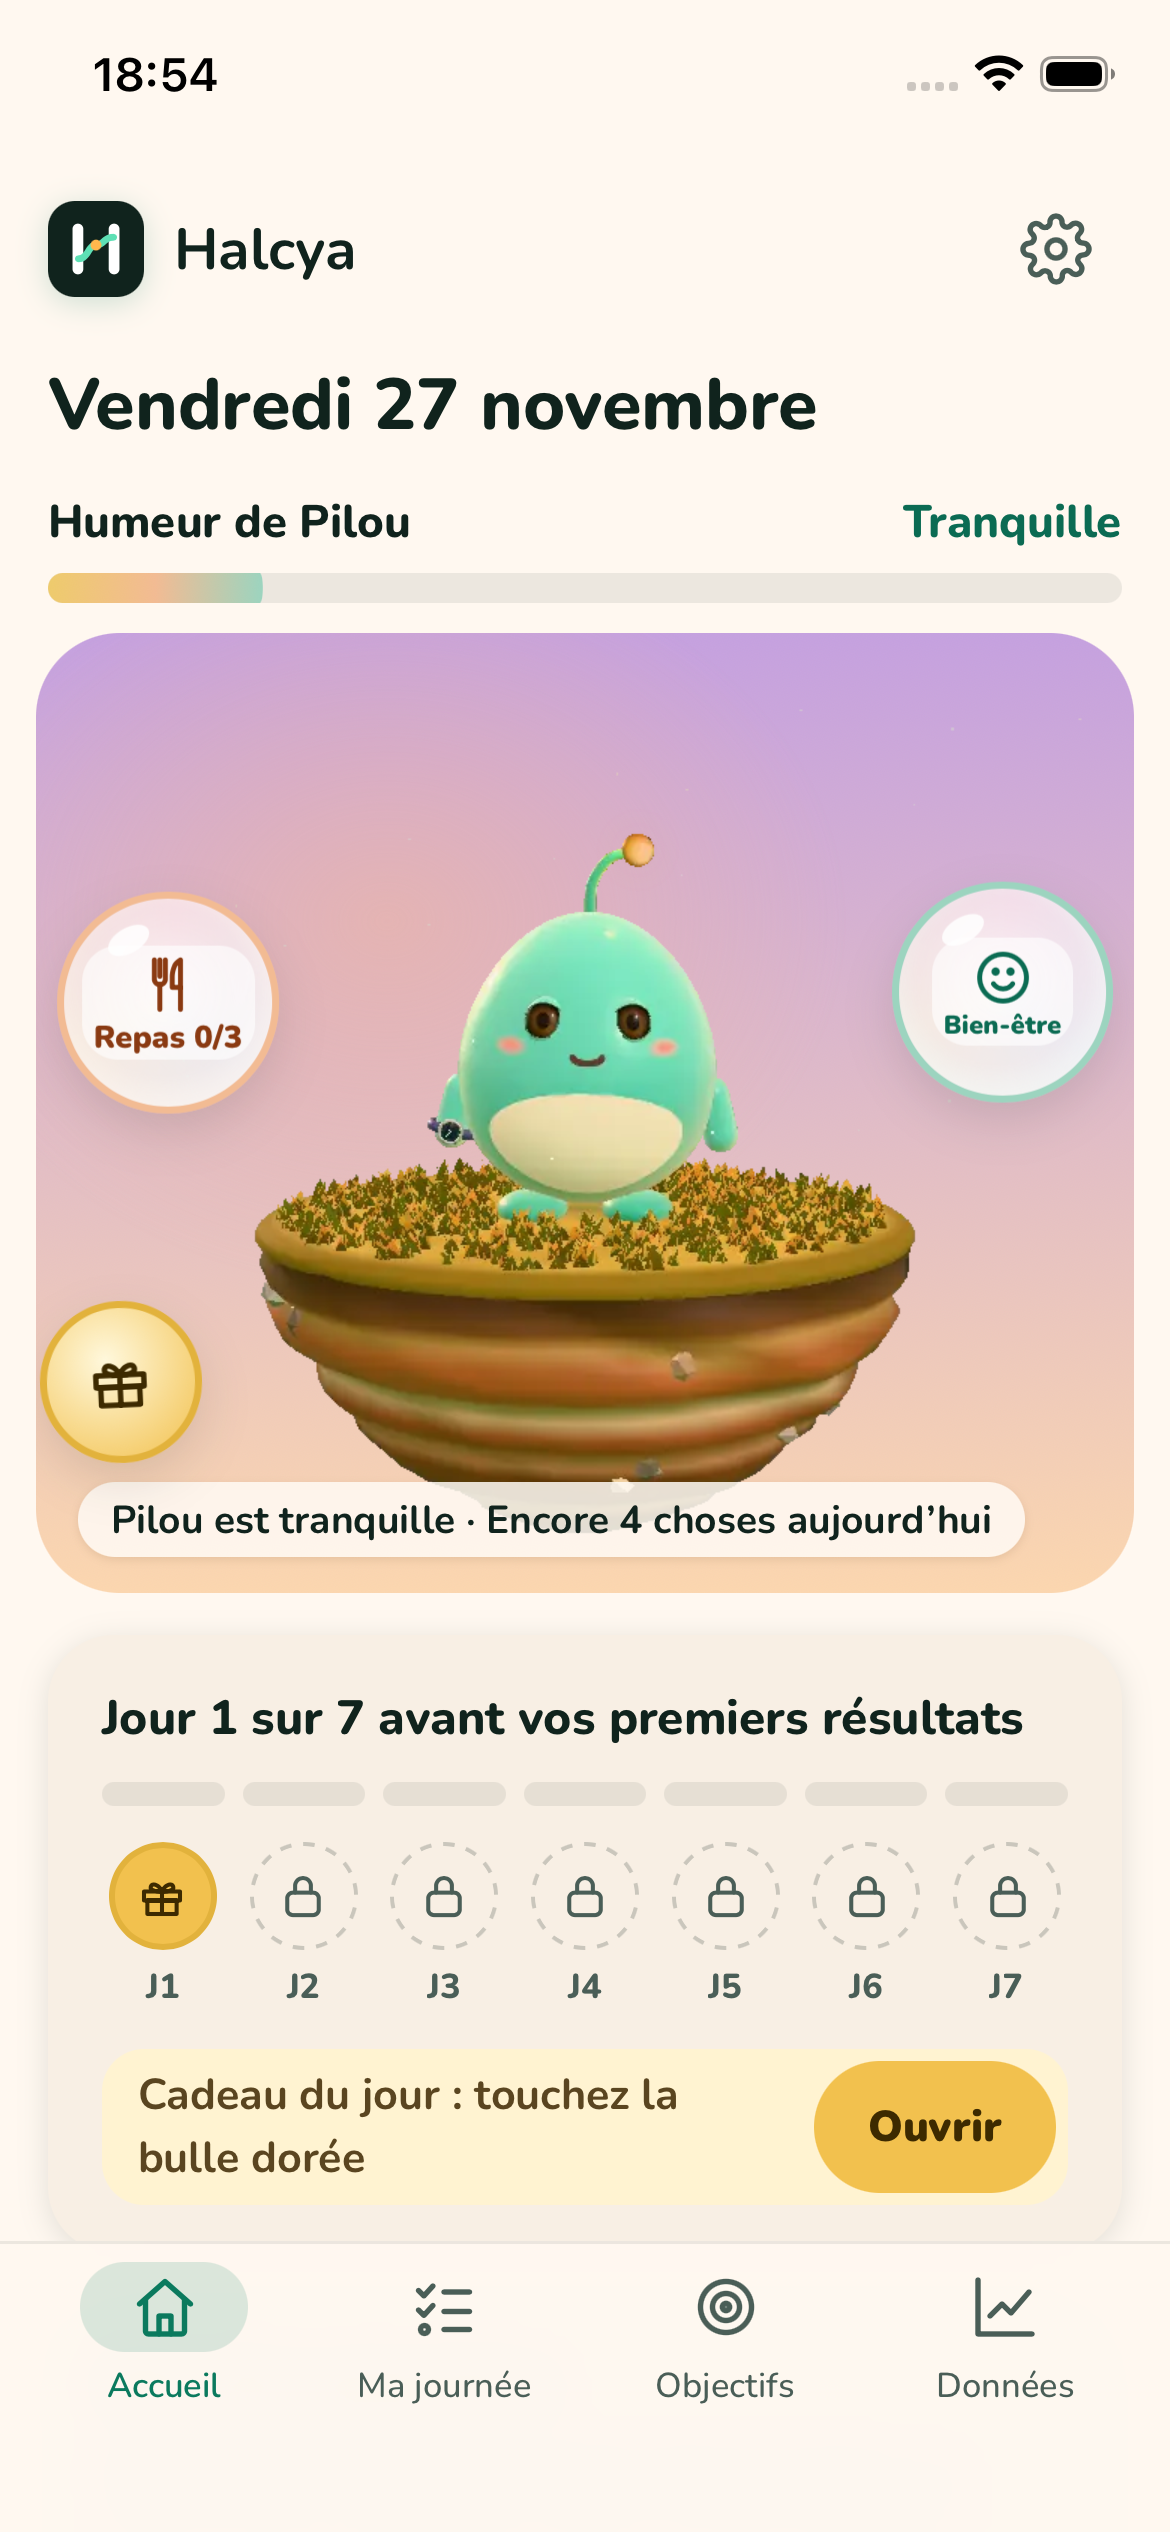 18:54
Halcya
Vendredi 27 novembre
Humeur de Pilou
Tranquille
Repas 0/3
Bien-être
Pilou est tranquille · Encore 4 choses aujourd’hui
Jour 1 sur 7 avant vos premiers résultats
J1
J2
J3
J4
J5
J6
J7
Cadeau du jour : touchez la
bulle dorée
Ouvrir
Accueil
Ma journée
Objectifs
Données